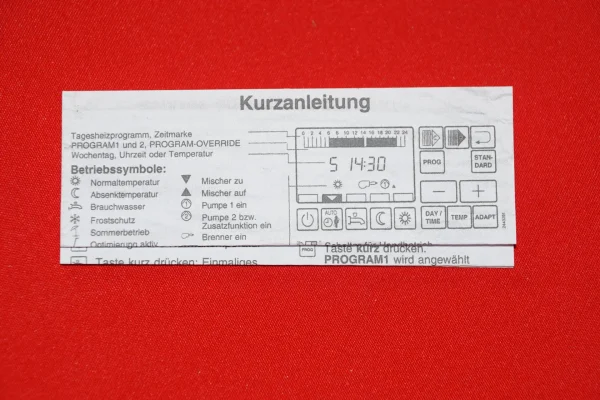 Kurzanleitung
Tagesheizprogramm, Zeitmarke
PROGRAM1 und 2, PROGRAM-OVERRIDE
Wochentag, Uhrzeit oder Temperatur
Betriebssymbole:
Normaltemperatur
Absenktemperatur
Brauchwasser
Frostschutz
Sommerbetrieb
Optimierung aktiv
Mischer zu
Mischer auf
Pumpe 1 ein
Pumpe 2 bzw.
Zusatzfunktion ein
Brenner ein
0 2 4 6 8 10 12 14 16 18 20 22 24
5 14:30
PROG
STAN-
DARD
− +
AUTO
DAY /
TIME
TEMP
ADAPT
Taste kurz drücken: Einmaliges
PROG
Taste kurz drücken:
PROGRAM1 wird angewählt